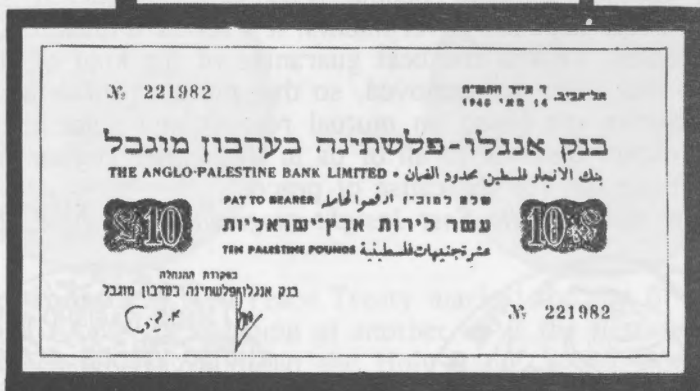 № 221982
תל־אביב, ד אייר התש״ח
14 מאי 1948
בנק אנגלו-פלשתינה בערבון מוגבל
THE ANGLO-PALESTINE BANK LIMITED • بنك الانجلو فلسطين محدود الضمان
PAY TO BEARER שלם למוכ״ז ادفعوا لحامله
£10 עשר לירות ארץ־ישראליות £10
TEN PALESTINE POUNDS عشرة جنيهات فلسطينية
בפקודת ההנהלה
בנק אנגלו־פלשתינה בערבון מוגבל
№ 221982